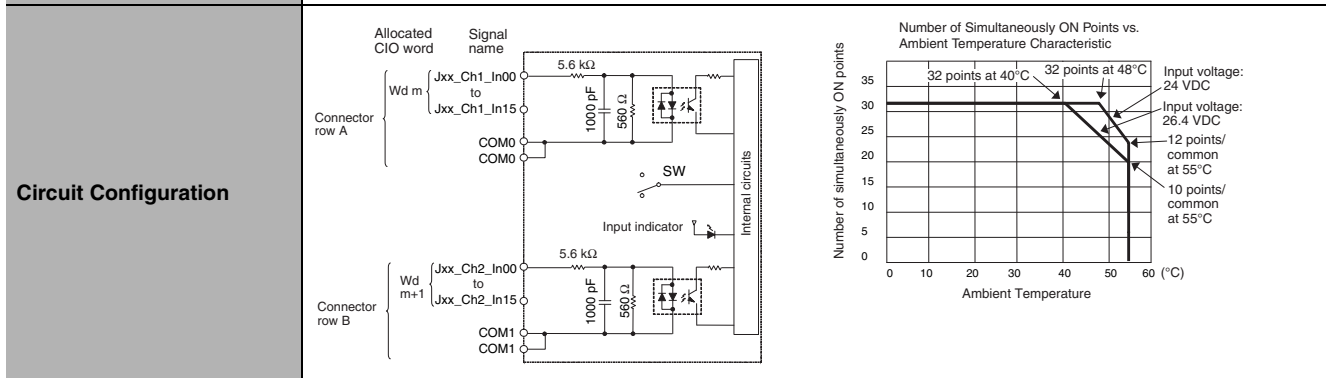 Circuit Configuration
Allocated
CIO word
Signal
name
Connector
row A
Wd m
Jxx_Ch1_In00
to
Jxx_Ch1_In15
COM0
COM0
5.6 kΩ
1000 pF
560 Ω
SW
Input indicator
Internal circuits
Connector
row B
Wd
m+1
Jxx_Ch2_In00
to
Jxx_Ch2_In15
COM1
COM1
5.6 kΩ
1000 pF
560 Ω
Number of Simultaneously ON Points vs.
Ambient Temperature Characteristic
Number of simultaneously ON points
35
30
25
20
15
10
5
0
32 points at 40°C
32 points at 48°C
Input voltage:
24 VDC
Input voltage:
26.4 VDC
12 points/
common
at 55°C
10 points/
common
at 55°C
0 10 20 30 40 50 60 (°C)
Ambient Temperature